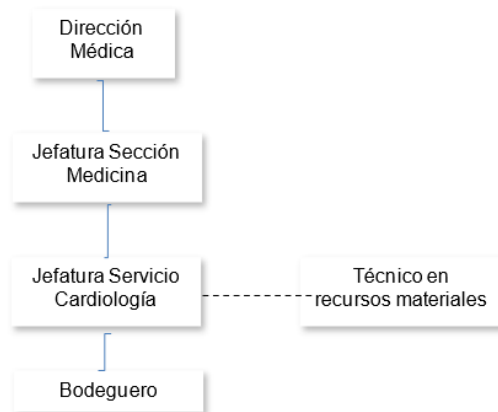 Dirección
Médica
Jefatura Sección
Medicina
Jefatura Servicio
Cardiología
Técnico en
recursos materiales
Bodeguero